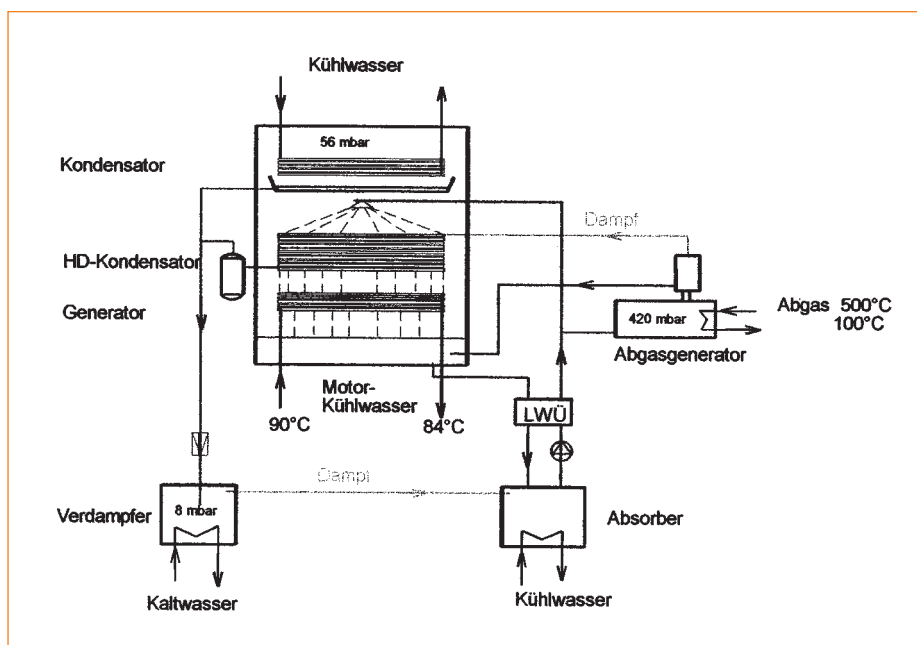 Kühlwasser
56 mbar
Kondensator
Dampf
HD-Kondensator
Generator
Abgas 500°C
100°C
420 mbar
Abgasgenerator
Motor-
Kühlwasser
90°C
84°C
LWÜ
Dampf
Verdampfer
8 mbar
Absorber
Kaltwasser
Kühlwasser